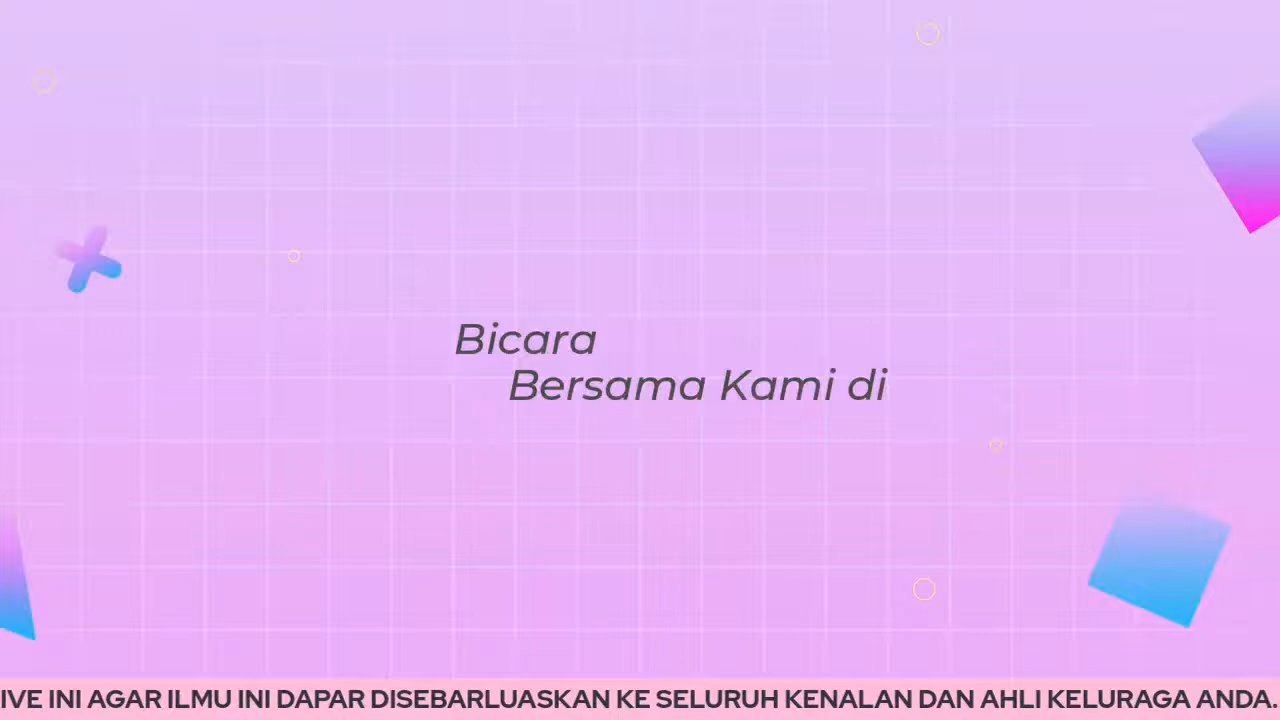 Bicara
Bersama Kami di
IVE INI AGAR ILMU INI DAPAR DISEBARLUASKAN KE SELURUH KENALAN DAN AHLI KELURAGA ANDA.